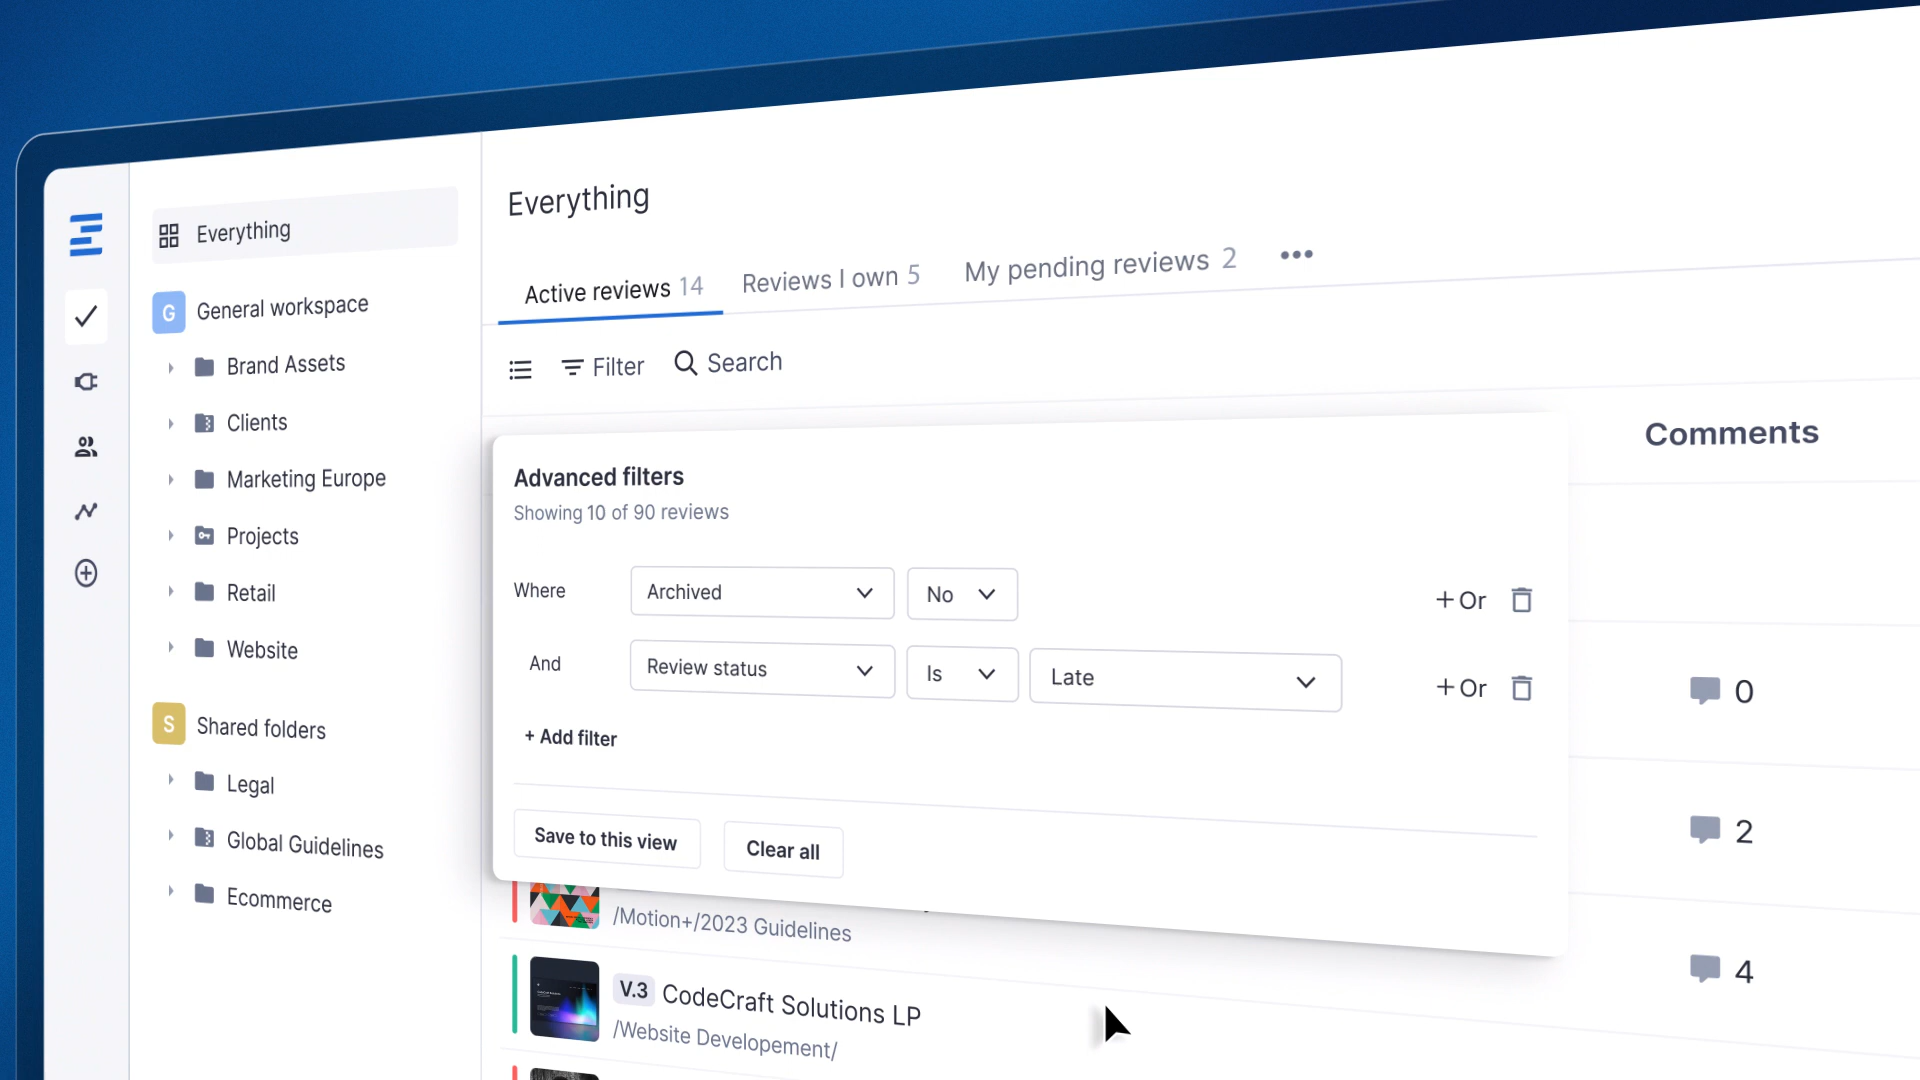 Everything
G General workspace
Brand Assets
Clients
Marketing Europe
Projects
Retail
Website
S Shared folders
Legal
Global Guidelines
Ecommerce
Everything
Active reviews 14 Reviews I own 5 My pending reviews 2 •••
Filter Search
Comments
Advanced filters
Showing 10 of 90 reviews
Where Archived No + Or
And Review status Is Late + Or
+ Add filter
Save to this view Clear all
0
2
4
/Motion+/2023 Guidelines
V.3 CodeCraft Solutions LP
/Website Developement/